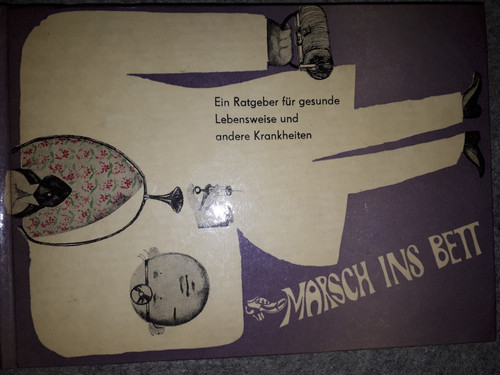 Ein Ratgeber für gesunde
Lebensweise und
andere Krankheiten
MARSCH INS BETT